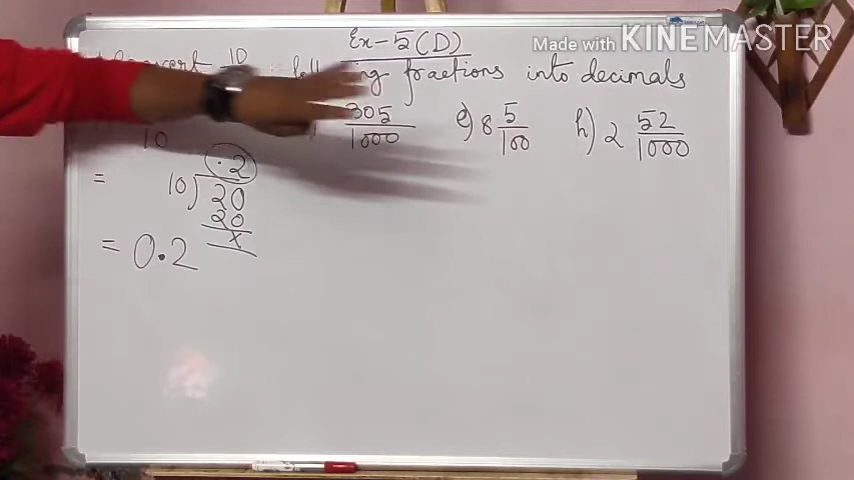 Made with KINEMASTER
Ex-5(D)
fractions into decimals
305/1000 e) 8 5/100 h) 2 52/1000
10
= 10)20( .2
20
x
= 0.2